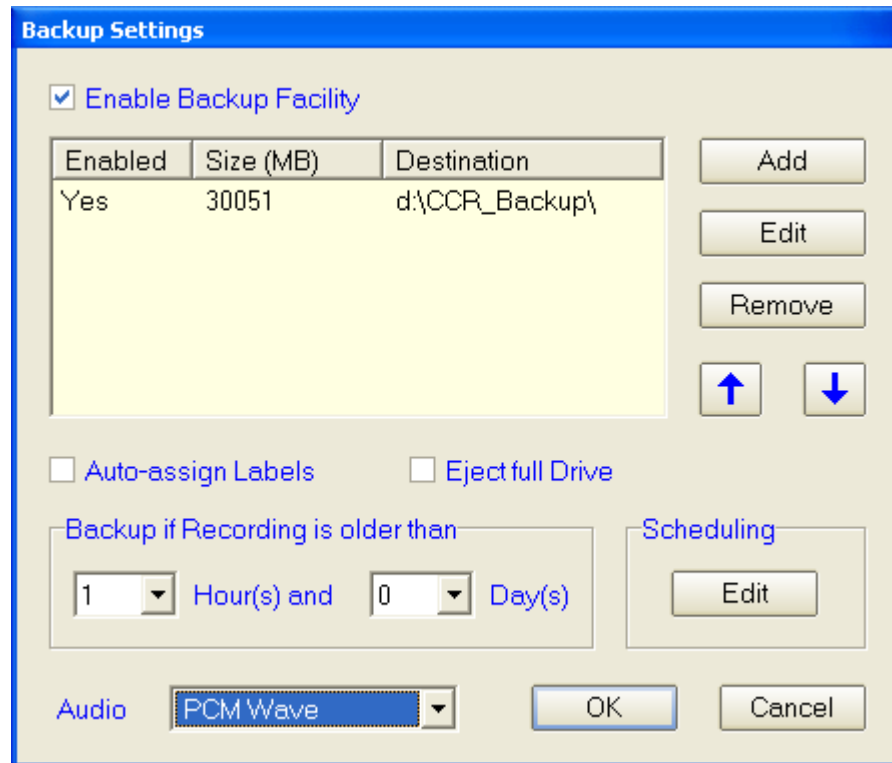 Backup Settings
Enable Backup Facility
Enabled Size (MB) Destination
Yes 30051 d:\CCR_Backup\
Add
Edit
Remove
Auto-assign Labels Eject full Drive
Backup if Recording is older than
1 Hour(s) and 0 Day(s)
Scheduling
Edit
Audio PCM Wave OK Cancel